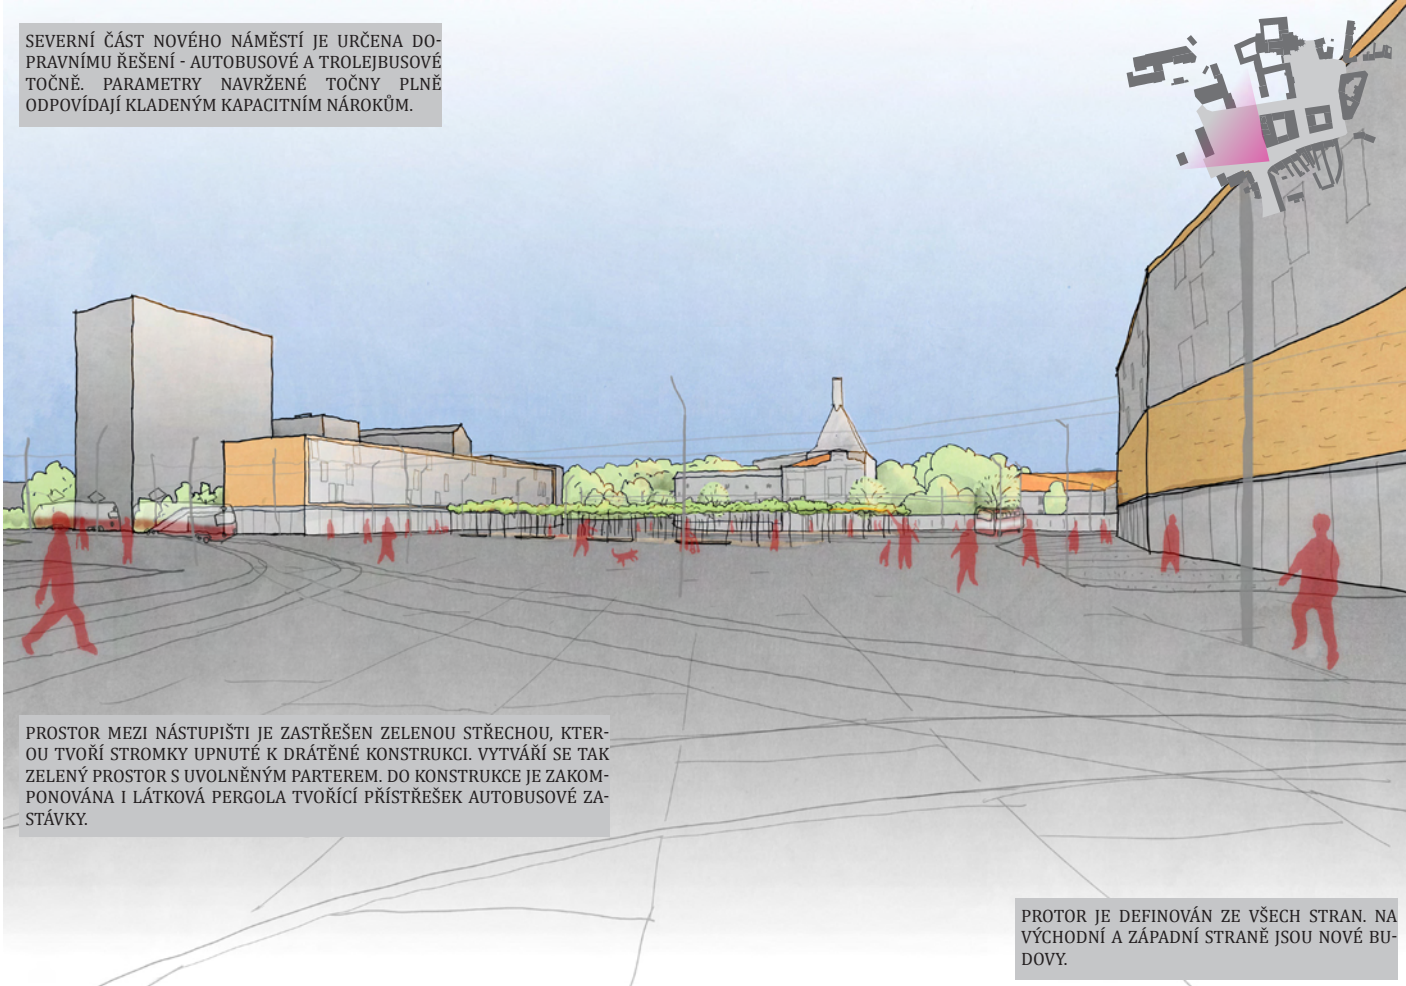 SEVERNÍ ČÁST NOVÉHO NÁMĚSTÍ JE URČENA DO-
PRAVNÍMU ŘEŠENÍ - AUTOBUSOVÉ A TROLEJBUSOVÉ
TOČNĚ. PARAMETRY NAVRŽENÉ TOČNY PLNĚ
ODPOVÍDAJÍ KLADENÝM KAPACITNÍM NÁROKŮM.
PROSTOR MEZI NÁSTUPIŠTI JE ZASTŘEŠEN ZELENOU STŘECHOU, KTER-
OU TVOŘÍ STROMKY UPNUTÉ K DRÁTĚNÉ KONSTRUKCI. VYTVÁŘÍ SE TAK
ZELENÝ PROSTOR S UVOLNĚNÝM PARTEREM. DO KONSTRUKCE JE ZAKOM-
PONOVÁNA I LÁTKOVÁ PERGOLA TVOŘÍCÍ PŘÍSTŘEŠEK AUTOBUSOVÉ ZA-
STÁVKY.
PROTOR JE DEFINOVÁN ZE VŠECH STRAN. NA
VÝCHODNÍ A ZÁPADNÍ STRANĚ JSOU NOVÉ BU-
DOVY.